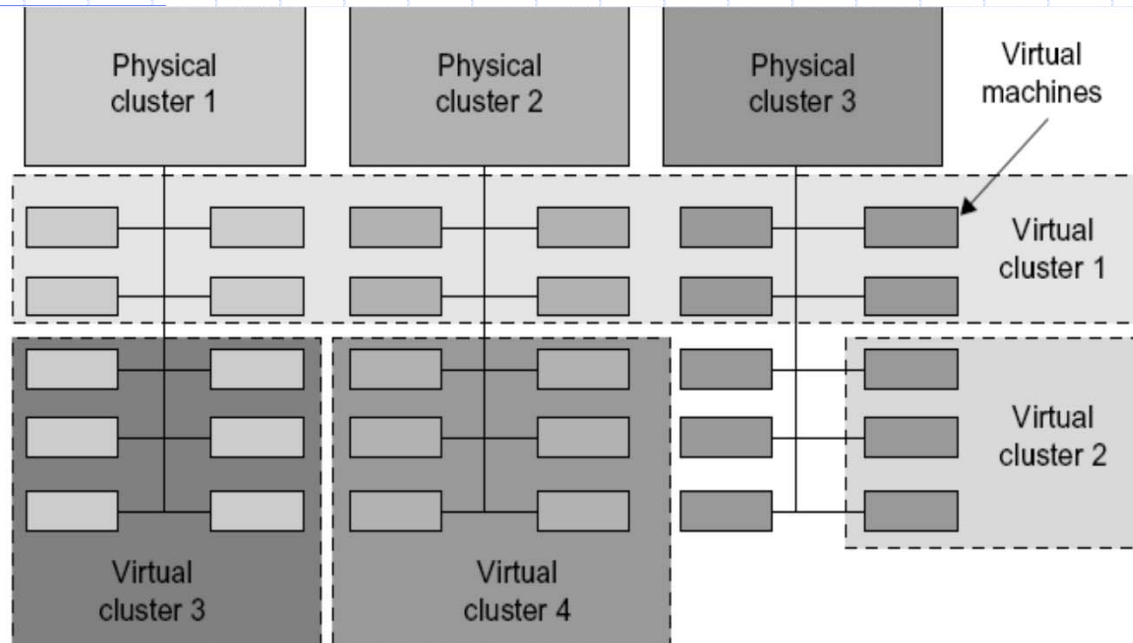 Physical
cluster 1
Physical
cluster 2
Physical
cluster 3
Virtual
machines
Virtual
cluster 1
Virtual
cluster 2
Virtual
cluster 3
Virtual
cluster 4